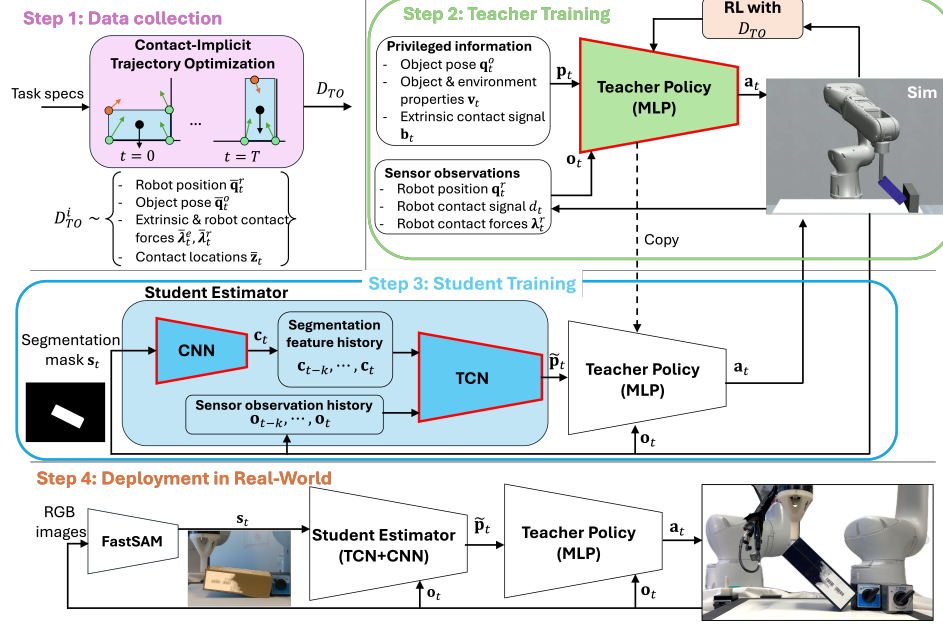 Step 1: Data collection
Contact-Implicit
Trajectory Optimization
Task specs
D_TO
...
t = 0
t = T
D^i_TO ~
- Robot position q̅^r_t
- Object pose q̅^o_t
- Extrinsic & robot contact
forces λ̅^e_t, λ̅^r_t
- Contact locations z̅_t
Step 2: Teacher Training
RL with
D_TO
Privileged information
- Object pose q^o_t
- Object & environment
properties v_t
- Extrinsic contact signal
b_t
p_t
Teacher Policy
(MLP)
a_t
Sim
o_t
Sensor observations
- Robot position q^r_t
- Robot contact signal d_t
- Robot contact forces λ^r_t
Copy
Step 3: Student Training
Student Estimator
Segmentation
mask s_t
CNN
c_t
Segmentation
feature history
c_{t-k}, ⋯, c_t
TCN
p̃_t
Sensor observation history
o_{t-k}, ⋯, o_t
Teacher Policy
(MLP)
a_t
o_t
Step 4: Deployment in Real-World
RGB
images
FastSAM
s_t
Student Estimator
(TCN+CNN)
p̃_t
Teacher Policy
(MLP)
a_t
o_t
o_t